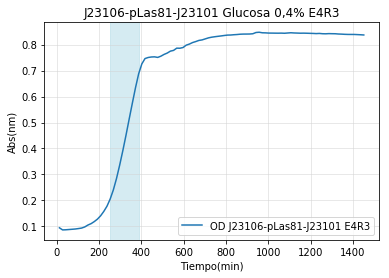 J23106-pLas81-J23101 Glucosa 0,4% E4R3
Abs(nm)
0.8
0.7
0.6
0.5
0.4
0.3
0.2
0.1
OD J23106-pLas81-J23101 E4R3
0 200 400 600 800 1000 1200 1400
Tiempo(min)